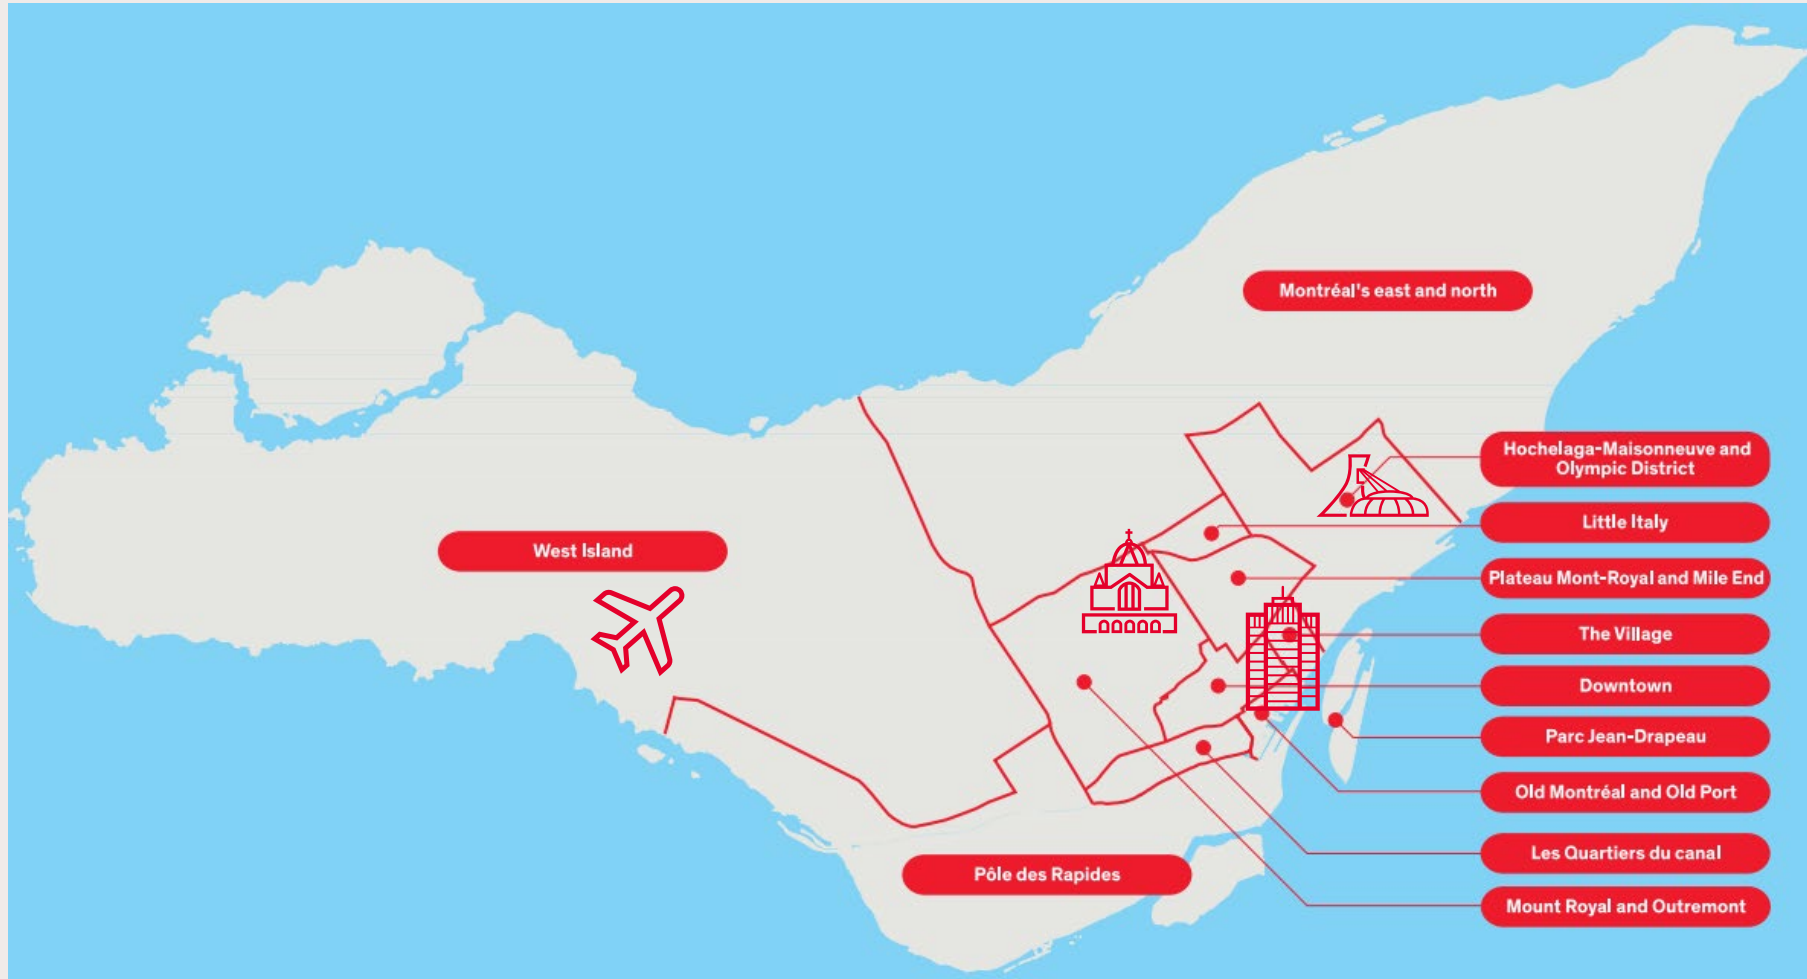 Montréal's east and north
Hochelaga-Maisonneuve and
Olympic District
Little Italy
West Island
Plateau Mont-Royal and Mile End
The Village
Downtown
Parc Jean-Drapeau
Old Montréal and Old Port
Les Quartiers du canal
Pôle des Rapides
Mount Royal and Outremont